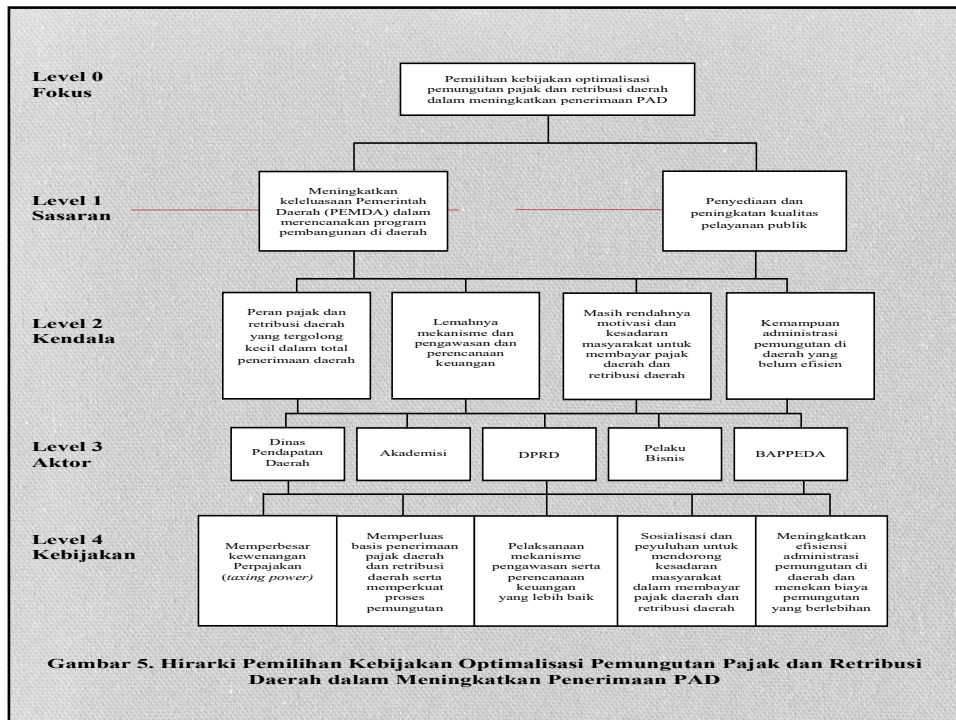 Level 0
Fokus
Pemilihan kebijakan optimalisasi
pemungutan pajak dan retribusi daerah
dalam meningkatkan penerimaan PAD
Level 1
Sasaran
Meningkatkan
keleluasaan Pemerintah
Daerah (PEMDA) dalam
merencanakan program
pembangunan di daerah
Penyediaan dan
peningkatan kualitas
pelayanan publik
Level 2
Kendala
Peran pajak dan
retribusi daerah
yang tergolong
kecil dalam total
penerimaan daerah
Lemahnya
mekanisme dan
pengawasan dan
perencanaan
keuangan
Masih rendahnya
motivasi dan
kesadaran
masyarakat untuk
membayar pajak
daerah dan
retribusi daerah
Kemampuan
administrasi
pemungutan di
daerah yang
belum efisien
Level 3
Aktor
Dinas
Pendapatan
Daerah
Akademisi
DPRD
Pelaku
Bisnis
BAPPEDA
Level 4
Kebijakan
Memperbesar
kewenangan
Perpajakan
(taxing power)
Memperluas
basis penerimaan
pajak daerah
dan retribusi
daerah serta
memperkuat
proses
pemungutan
Pelaksanaan
mekanisme
pengawasan serta
perencanaan
keuangan
yang lebih baik
Sosialisasi dan
peyuluhan untuk
mendorong
kesadaran
masyarakat
dalam membayar
pajak daerah dan
retribusi daerah
Meningkatkan
efisiensi
administrasi
pemungutan di
daerah dan
menekan biaya
pemungutan
yang berlebihan
Gambar 5. Hirarki Pemilihan Kebijakan Optimalisasi Pemungutan Pajak dan Retribusi
Daerah dalam Meningkatkan Penerimaan PAD